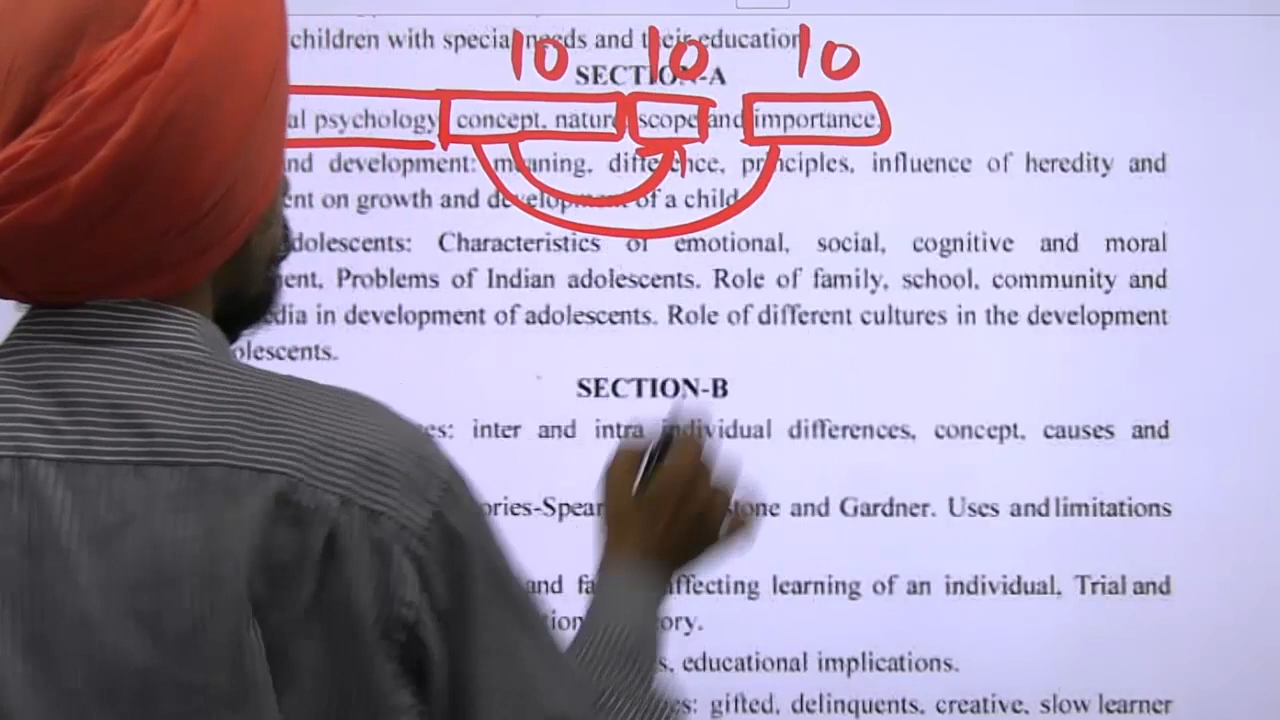 children with special needs and their education
10 10 10
SECTION-A
al psychology concept, nature scope and importance.
nd development: meaning, difference, principles, influence of heredity and
ent on growth and development of a child
dolescents: Characteristics of emotional, social, cognitive and moral
ent, Problems of Indian adolescents. Role of family, school, community and
dia in development of adolescents. Role of different cultures in the development
olescents.
SECTION-B
es: inter and intra individual differences, concept, causes and
ories-Spear tone and Gardner. Uses and limitations
and fa ffecting learning of an individual, Trial and
tion ory.
s, educational implications.
es: gifted, delinquents, creative, slow learner